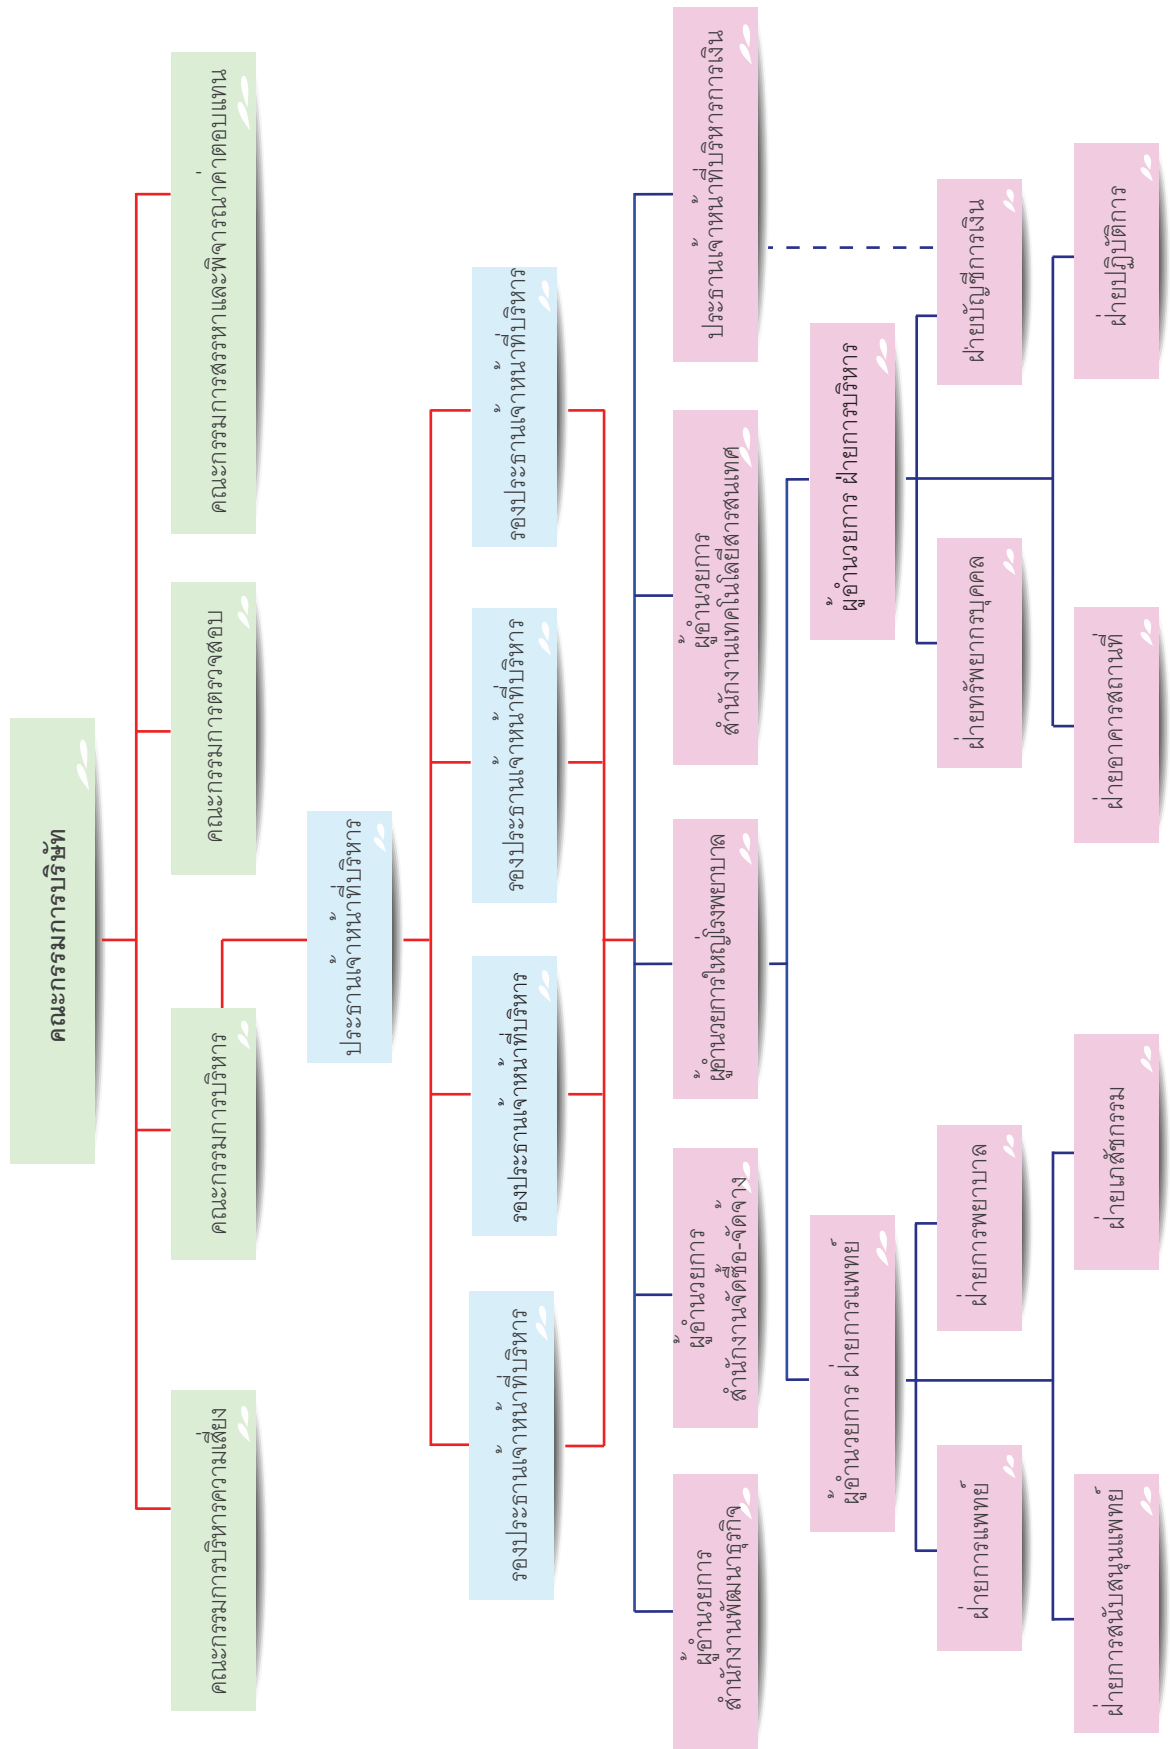 คณะกรรมการบริษัท
คณะกรรมการบริหารความเสี่ยง
คณะกรรมการบริหาร
คณะกรรมการตรวจสอบ
คณะกรรมการสรรหาและพิจารณาค่าตอบแทน
ประธานเจ้าหน้าที่บริหาร
รองประธานเจ้าหน้าที่บริหาร
รองประธานเจ้าหน้าที่บริหาร
รองประธานเจ้าหน้าที่บริหาร
รองประธานเจ้าหน้าที่บริหาร
ผู้อำนวยการ
สำนักงานพัฒนาธุรกิจ
ผู้อำนวยการ
สำนักงานจัดซื้อ-จัดจ้าง
ผู้อำนวยการใหญ่โรงพยาบาล
ผู้อำนวยการ
สำนักงานเทคโนโลยีสารสนเทศ
ประธานเจ้าหน้าที่บริหารการเงิน
ผู้อำนวยการ ฝ่ายการแพทย์
ผู้อำนวยการ ฝ่ายการบริหาร
ฝ่ายการแพทย์
ฝ่ายการพยาบาล
ฝ่ายทรัพยากรบุคคล
ฝ่ายบัญชีการเงิน
ฝ่ายการสนับสนุนแพทย์
ฝ่ายเภสัชกรรม
ฝ่ายอาคารสถานที่
ฝ่ายปฏิบัติการ